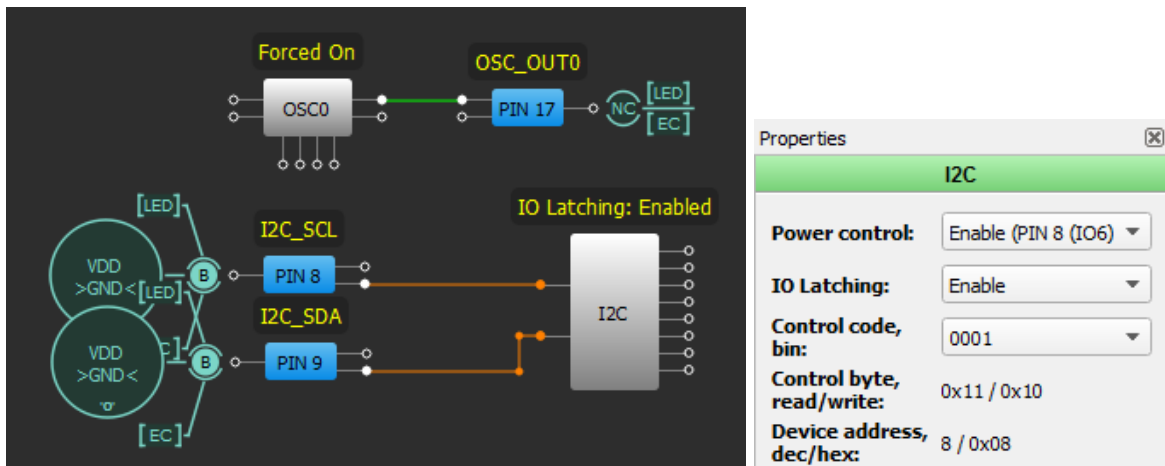 Forced On
OSC_OUT0
OSC0
PIN 17
NC
[LED]
[EC]
[LED]
I2C_SCL
IO Latching: Enabled
VDD
>GND<
[LED]
B
PIN 8
I2C_SDA
I2C
VDD
>GND<
"0"
C]
B
PIN 9
[EC]
Properties
I2C
Power control:
Enable (PIN 8 (IO6)
IO Latching:
Enable
Control code,
bin:
0001
Control byte,
read/write:
0x11 / 0x10
Device address,
dec/hex:
8 / 0x08